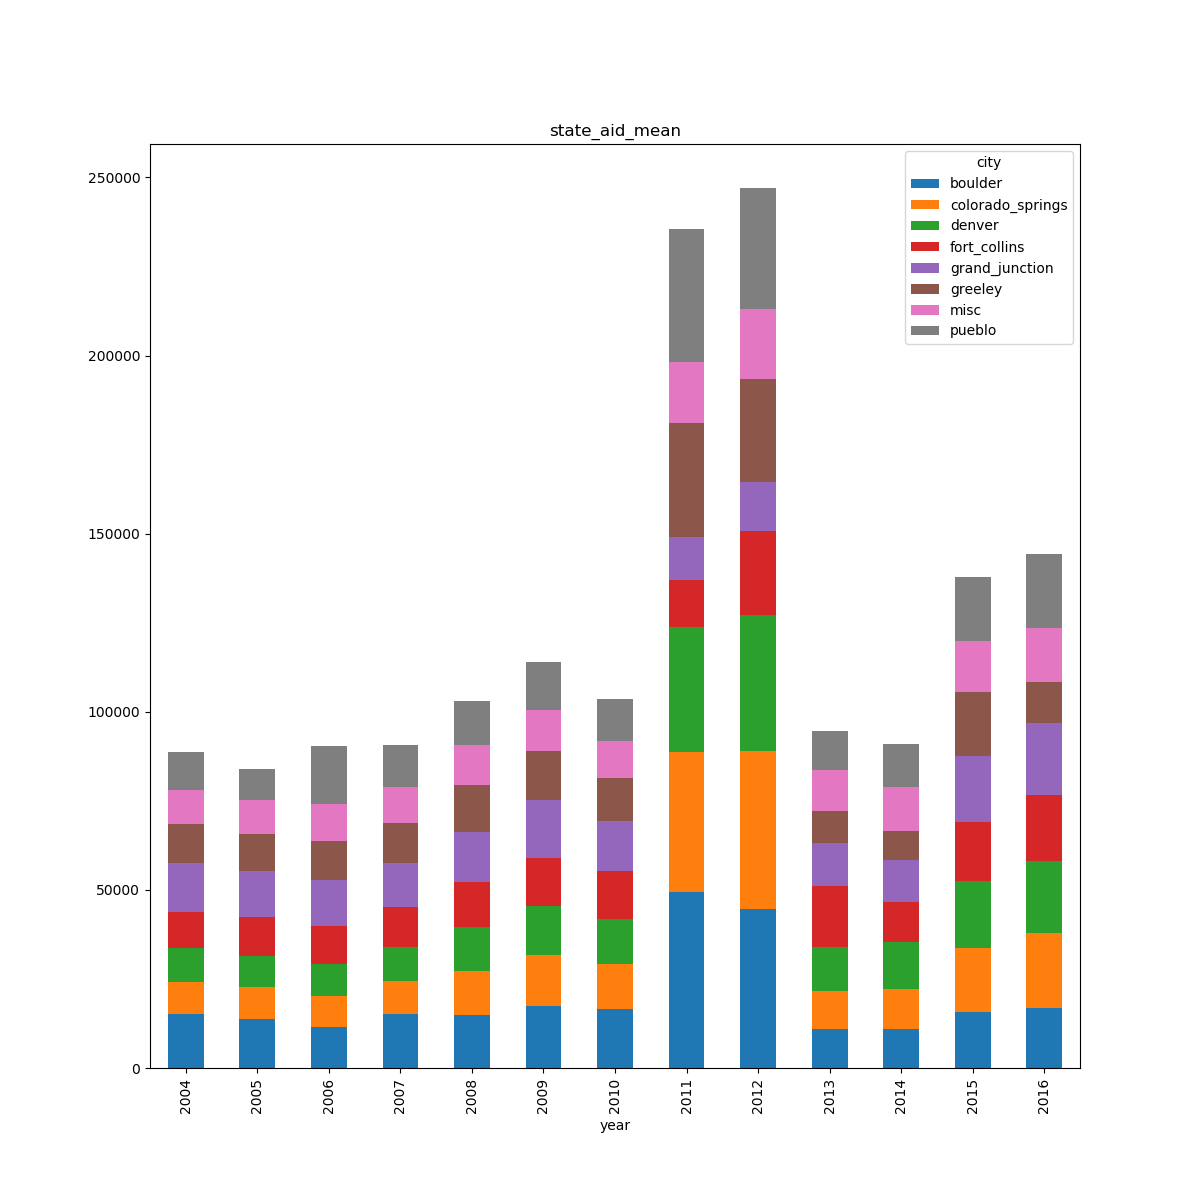 state_aid_mean
city
boulder
colorado_springs
denver
fort_collins
grand_junction
greeley
misc
pueblo
250000
200000
150000
100000
50000
0
2004
2005
2006
2007
2008
2009
2010
2011
2012
2013
2014
2015
2016
year